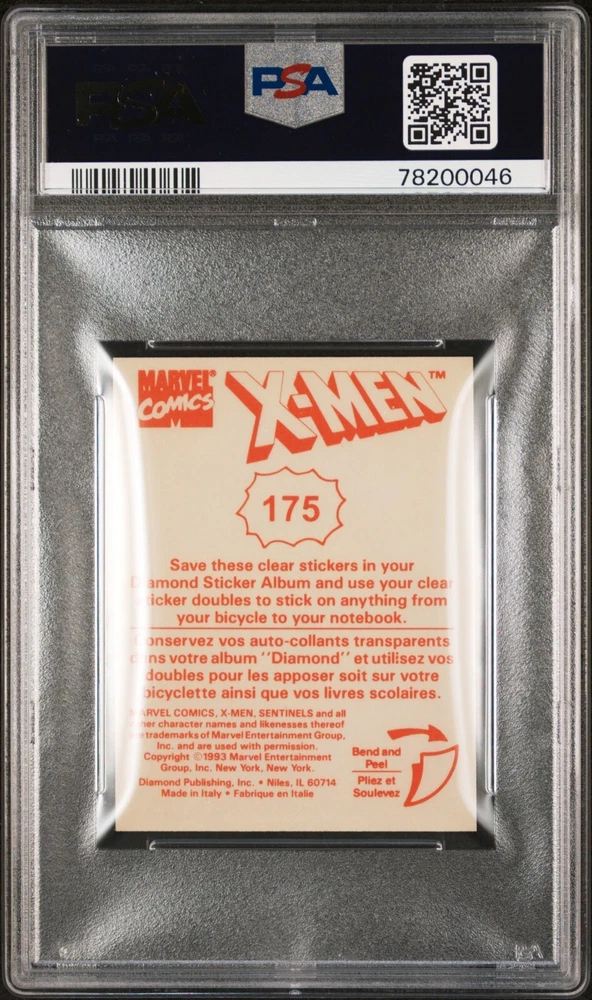 PSA
78200046
MARVEL®
COMICS
M
X-MEN™
175
Save these clear stickers in your
Diamond Sticker Album and use your clear
sticker doubles to stick on anything from
your bicycle to your notebook.
Conservez vos auto-collants transparents
dans votre album ''Diamond'' et utilisez vos
doubles pour les apposer soit sur votre
bicyclette ainsi que vos livres scolaires.
MARVEL COMICS, X-MEN, SENTINELS and all
other character names and likenesses thereof
are trademarks of Marvel Entertainment Group,
Inc. and are used with permission.
Copyright ©1993 Marvel Entertainment
Group, Inc. New York, New York.
Diamond Publishing, Inc. • Niles, IL 60714
Made in Italy • Fabrique en Italie
Bend and
Peel
Pliez et
Soulevez